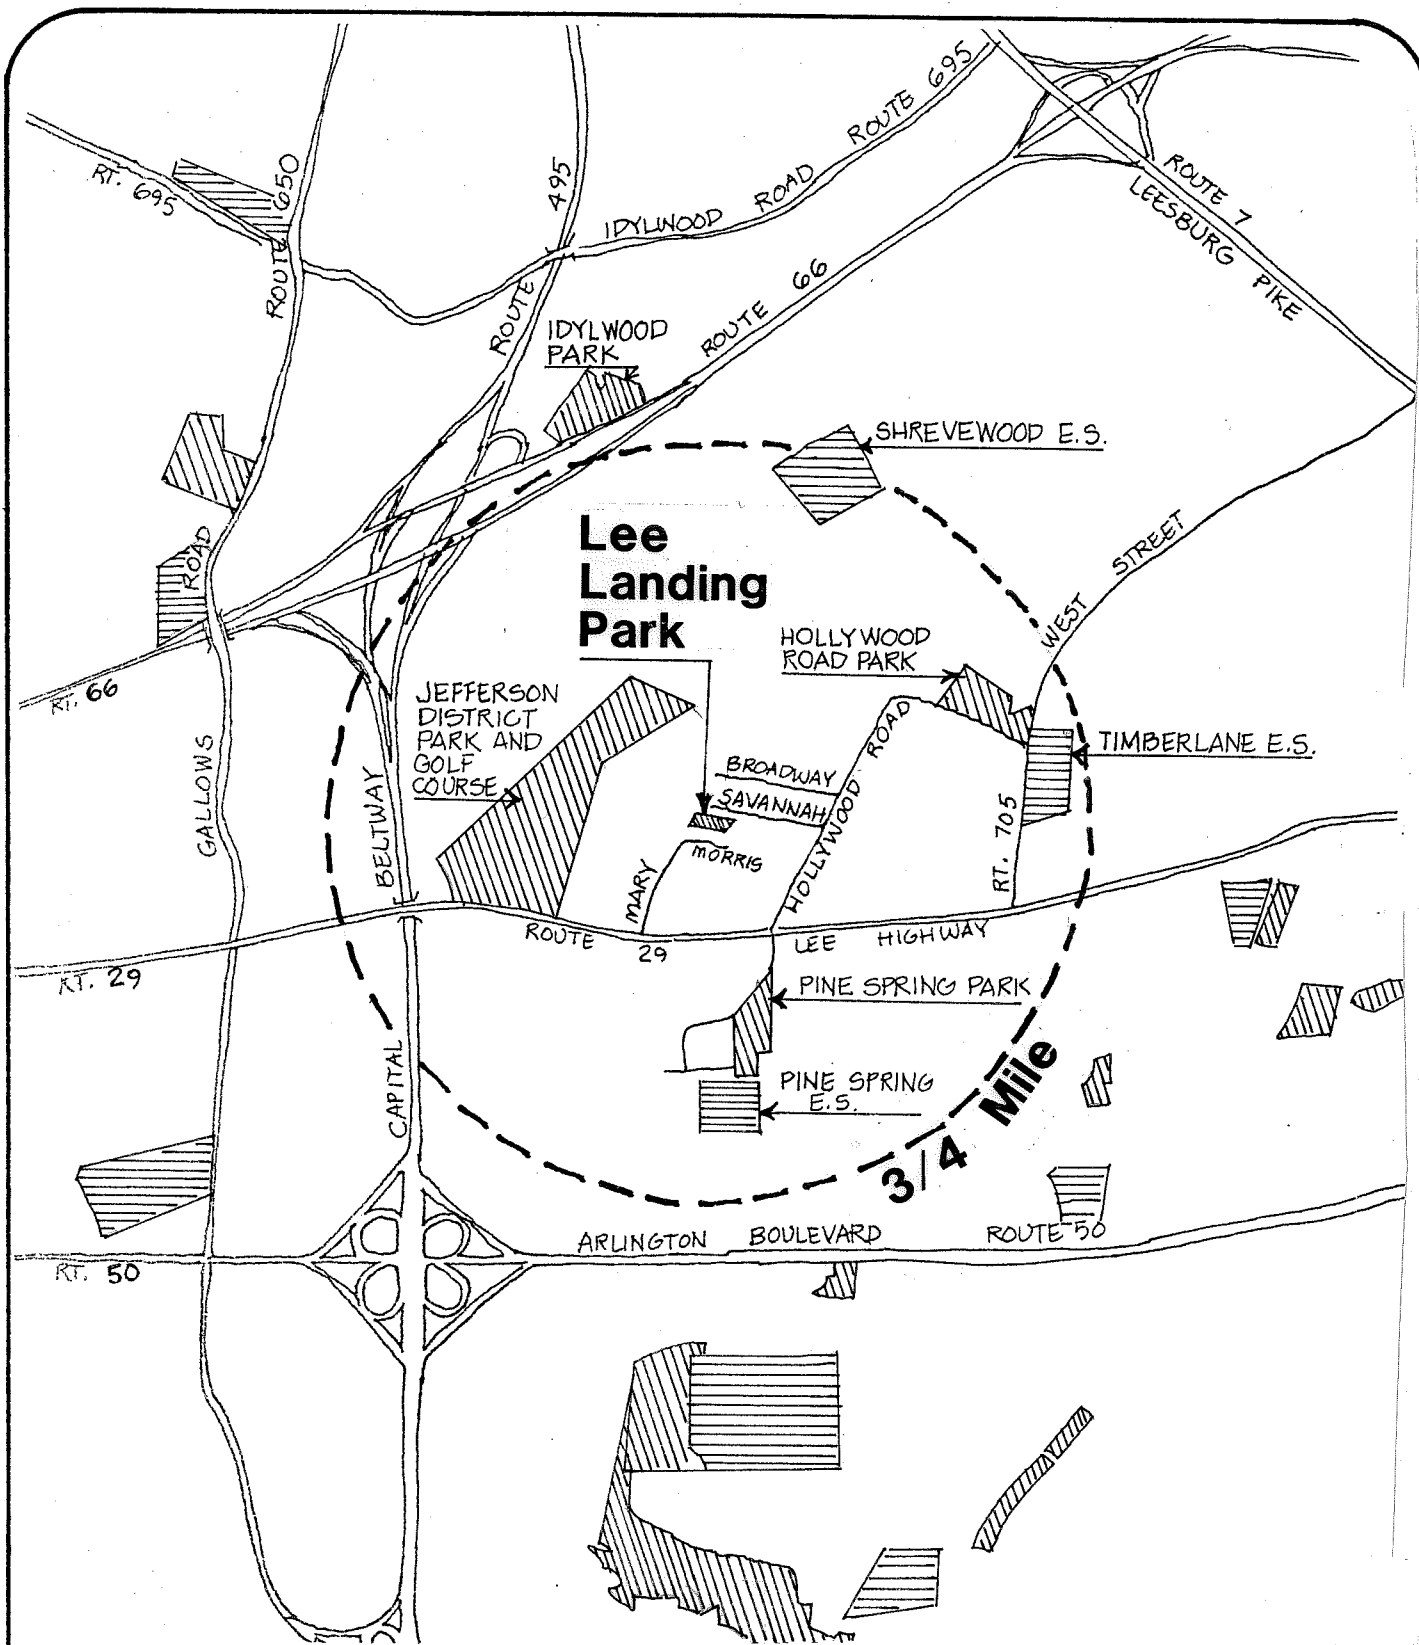 ROUTE 695
RT. 695
ROUTE 650
495
IDYLWOOD ROAD
ROUTE 7
LEESBURG PIKE
ROUTE
ROUTE 66
IDYLWOOD
PARK
SHREVEWOOD E.S.
Lee
Landing
Park
ROAD
WEST STREET
HOLLYWOOD
ROAD PARK
RT. 66
JEFFERSON
DISTRICT
PARK AND
GOLF
COURSE
TIMBERLANE E.S.
BROADWAY
SAVANNAH
HOLLYWOOD ROAD
GALLOWS
BELTWAY
MARY
MORRIS
RT. 705
ROUTE 29
LEE HIGHWAY
RT. 29
PINE SPRING PARK
CAPITAL
PINE SPRING
E.S.
3/4 Mile
ARLINGTON BOULEVARD ROUTE 50
RT. 50